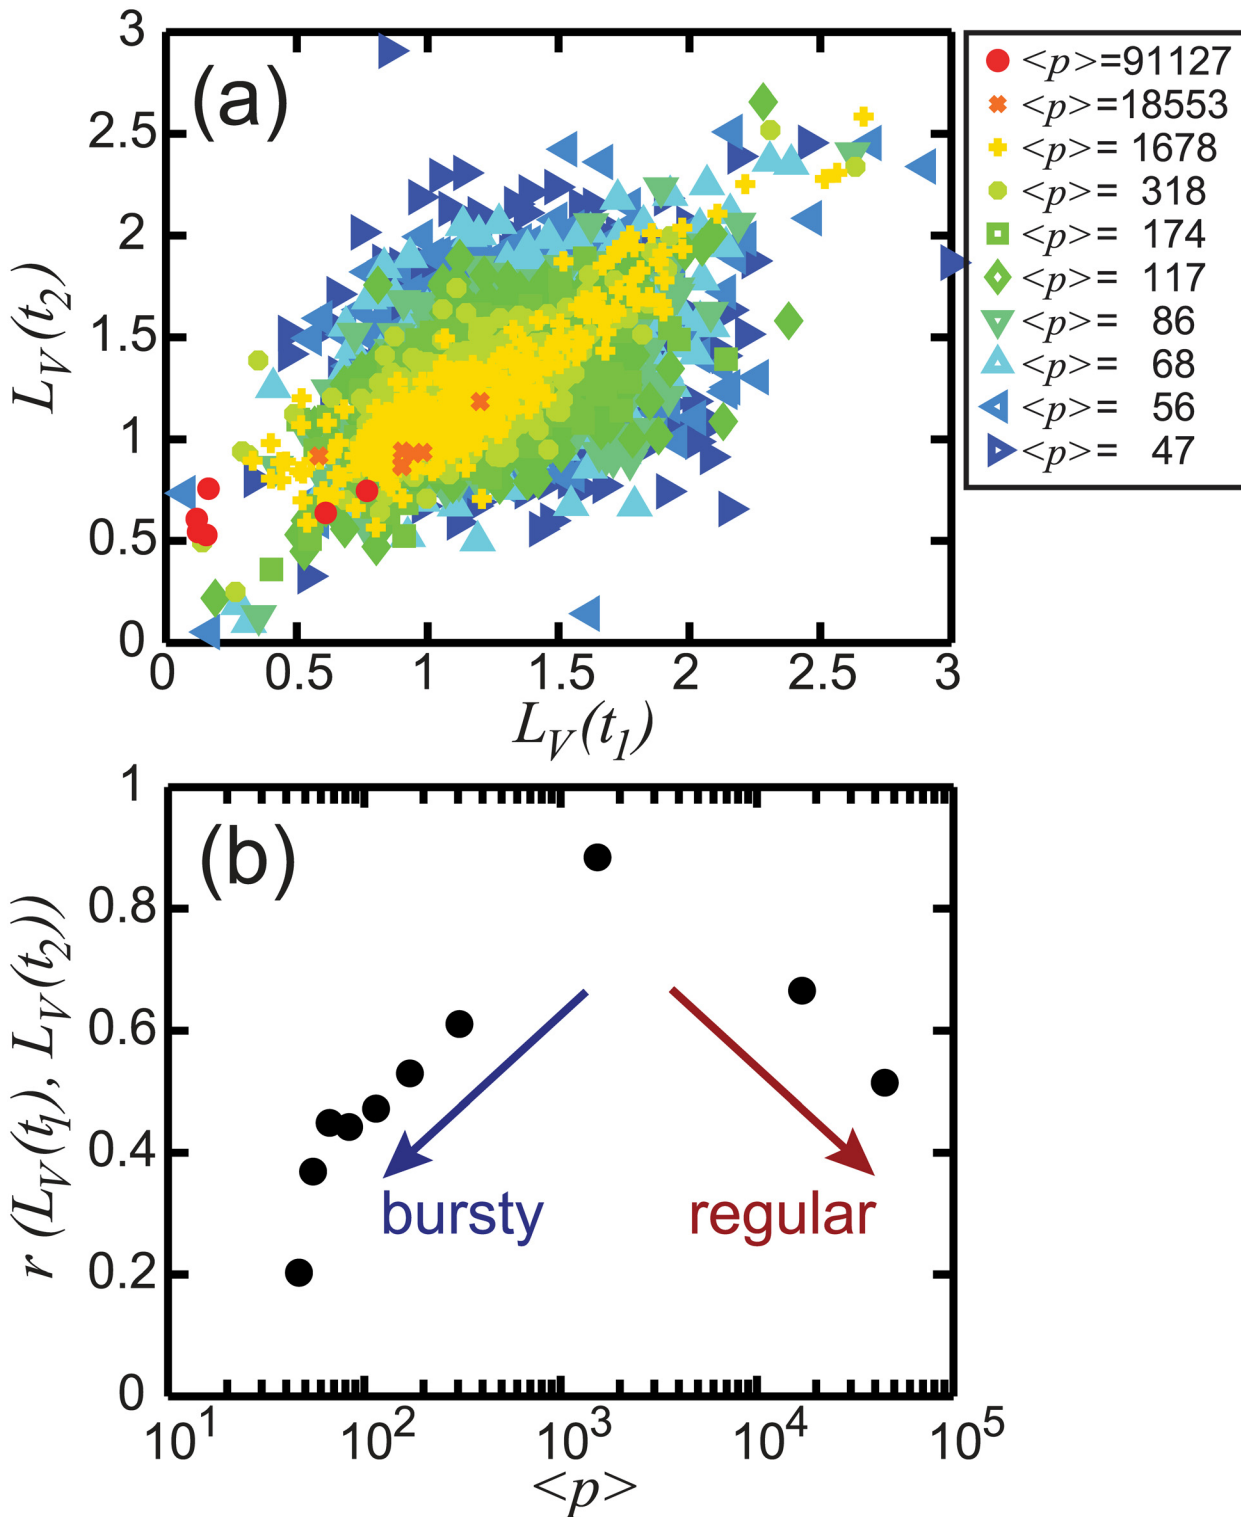 (a)
3
2.5
2
1.5
1
0.5
0
L_V(t_2)
0 0.5 1 1.5 2 2.5 3
L_V(t_1)
<p>=91127
<p>=18553
<p>= 1678
<p>= 318
<p>= 174
<p>= 117
<p>= 86
<p>= 68
<p>= 56
<p>= 47
(b)
1
0.8
0.6
0.4
0.2
0
r (L_V(t_1), L_V(t_2))
bursty
regular
10^1 10^2 10^3 10^4 10^5
<p>